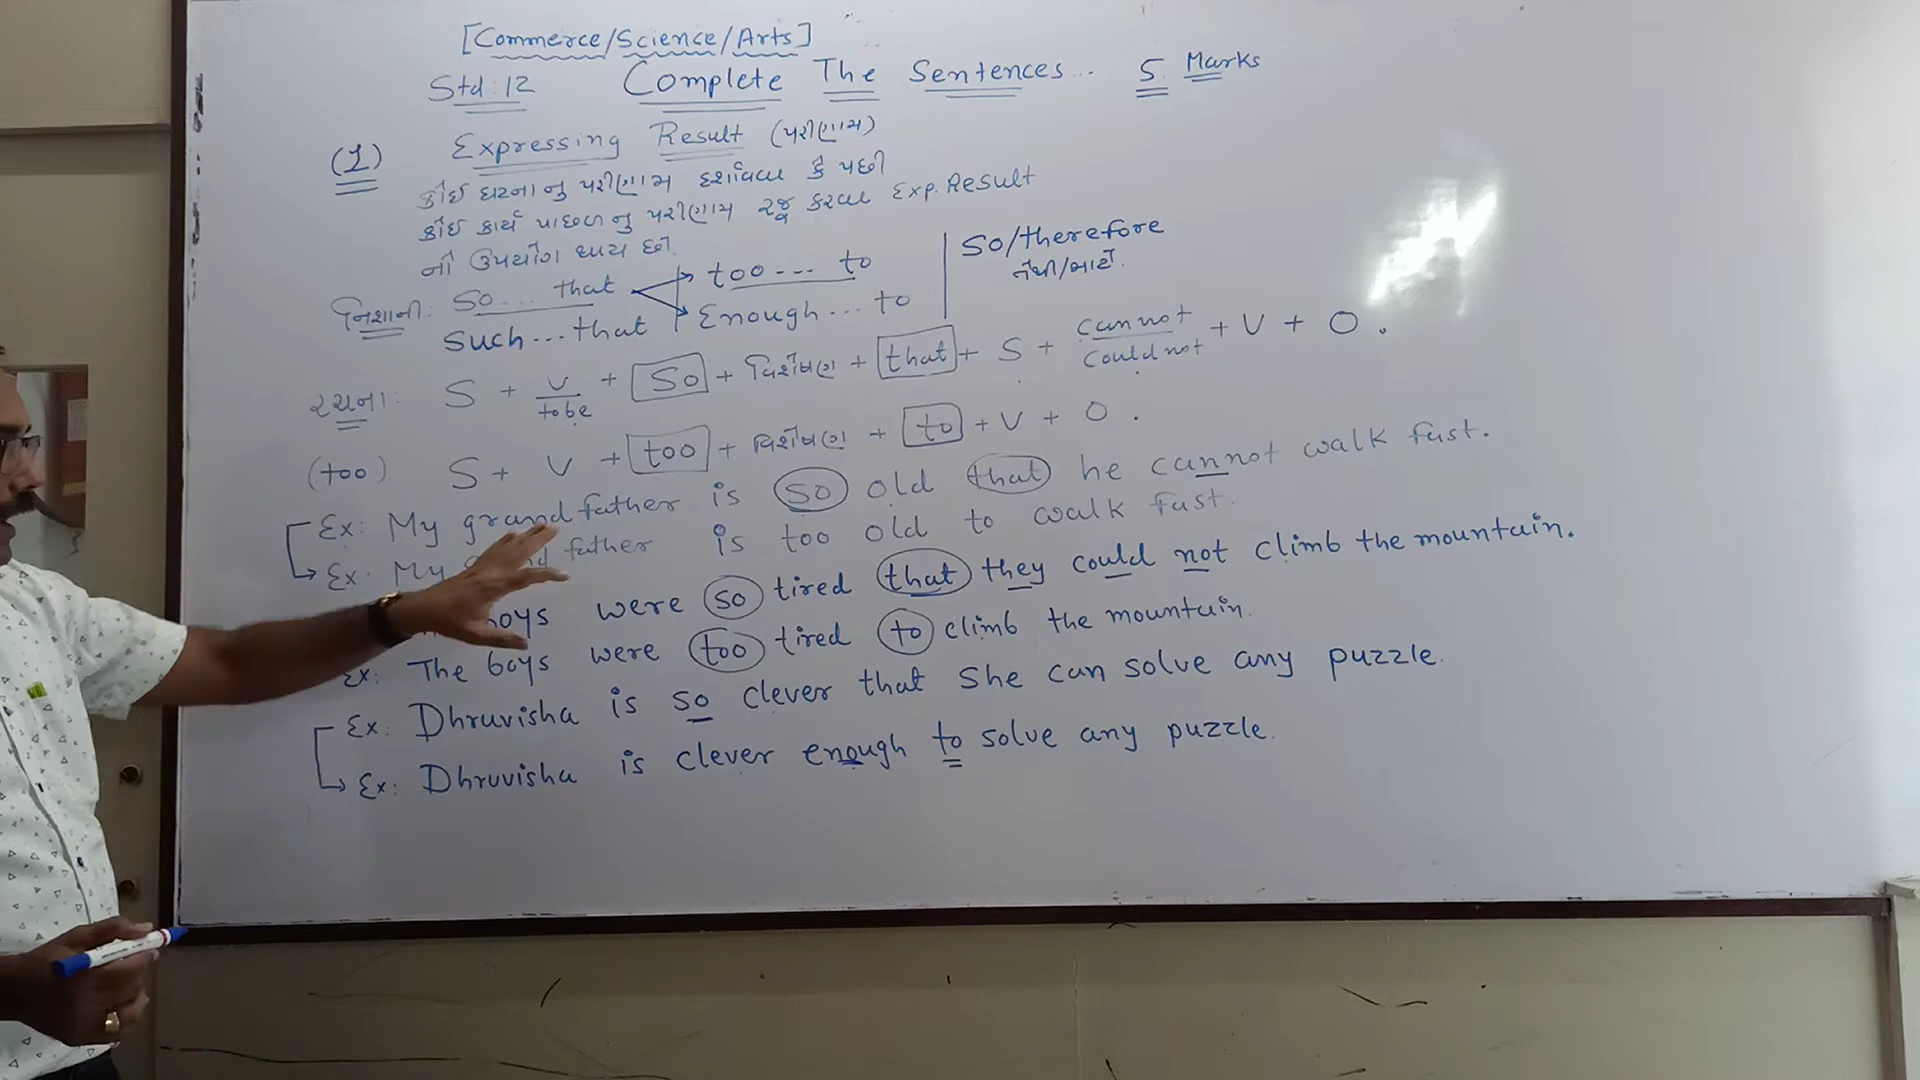 [Commerce/Science/Arts]
Std:12 Complete The Sentences... 5 Marks
(1) Expressing Result (પરીણામ)
કોઈ ઘટના નુ પરીણામ દર્શાવવા કે પછી
કોઈ કાર્ય પાછળ નુ પરીણામ રજૂ કરવા Exp. Result
નો ઉપયોગ થાય છે.
નિશાની: So... that too--- to So/therefore
Such...that Enough... to તેથી/માટે.
રચના: S + V/tobe + So + વિશેષણ + that + S + cannot/could not + V + O.
(too) S + V + too + વિશેષણ + to + V + O.
Ex: My grandfather is so old that he cannot walk fast.
Ex. My father is too old to walk fast.
boys were so tired that they could not climb the mountain.
Ex: The boys were too tired to climb the mountain.
Ex: Dhruvisha is so clever that she can solve any puzzle.
Ex: Dhruvisha is clever enough to solve any puzzle.